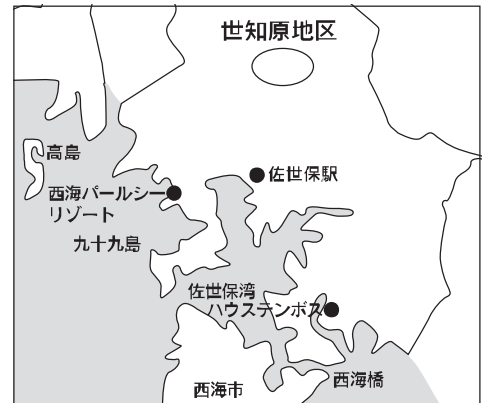 世知原地区
高島
佐世保駅
西海パールシー
リゾート
九十九島
佐世保湾
ハウステンボス
西海橋
西海市